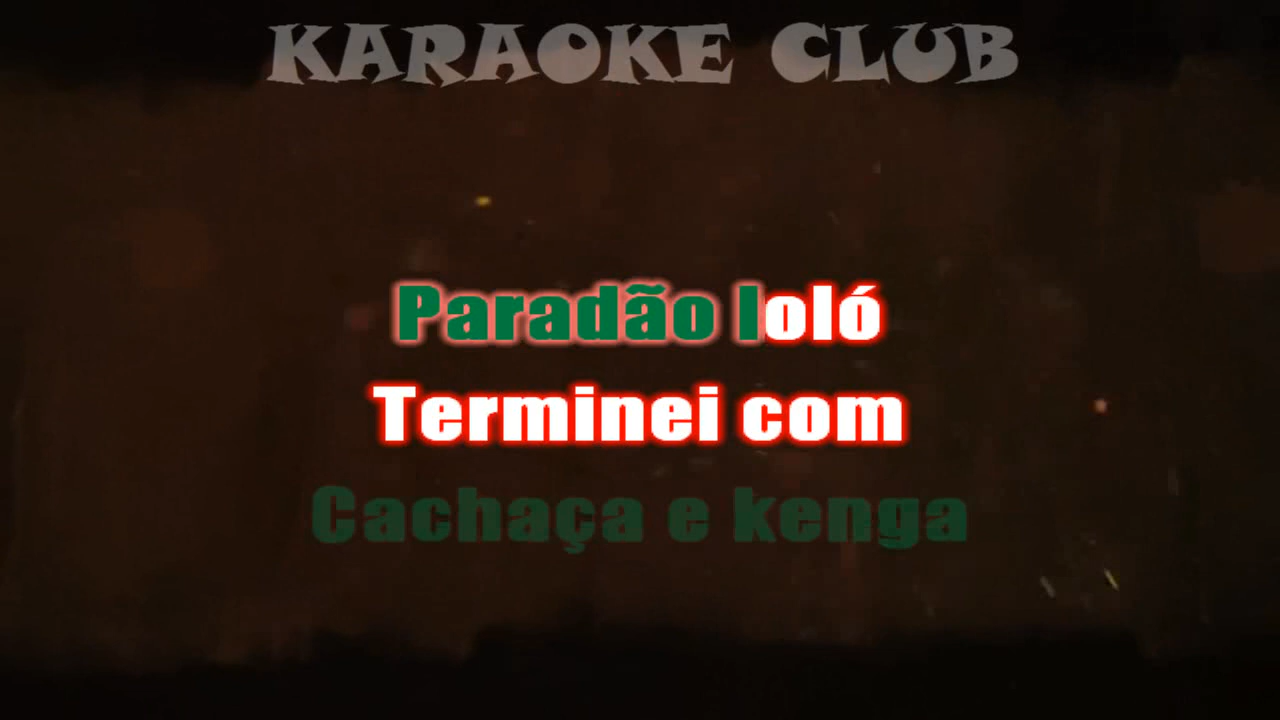 KARAOKE CLUB
Paradão loló
Terminei com
Cachaça e kenga